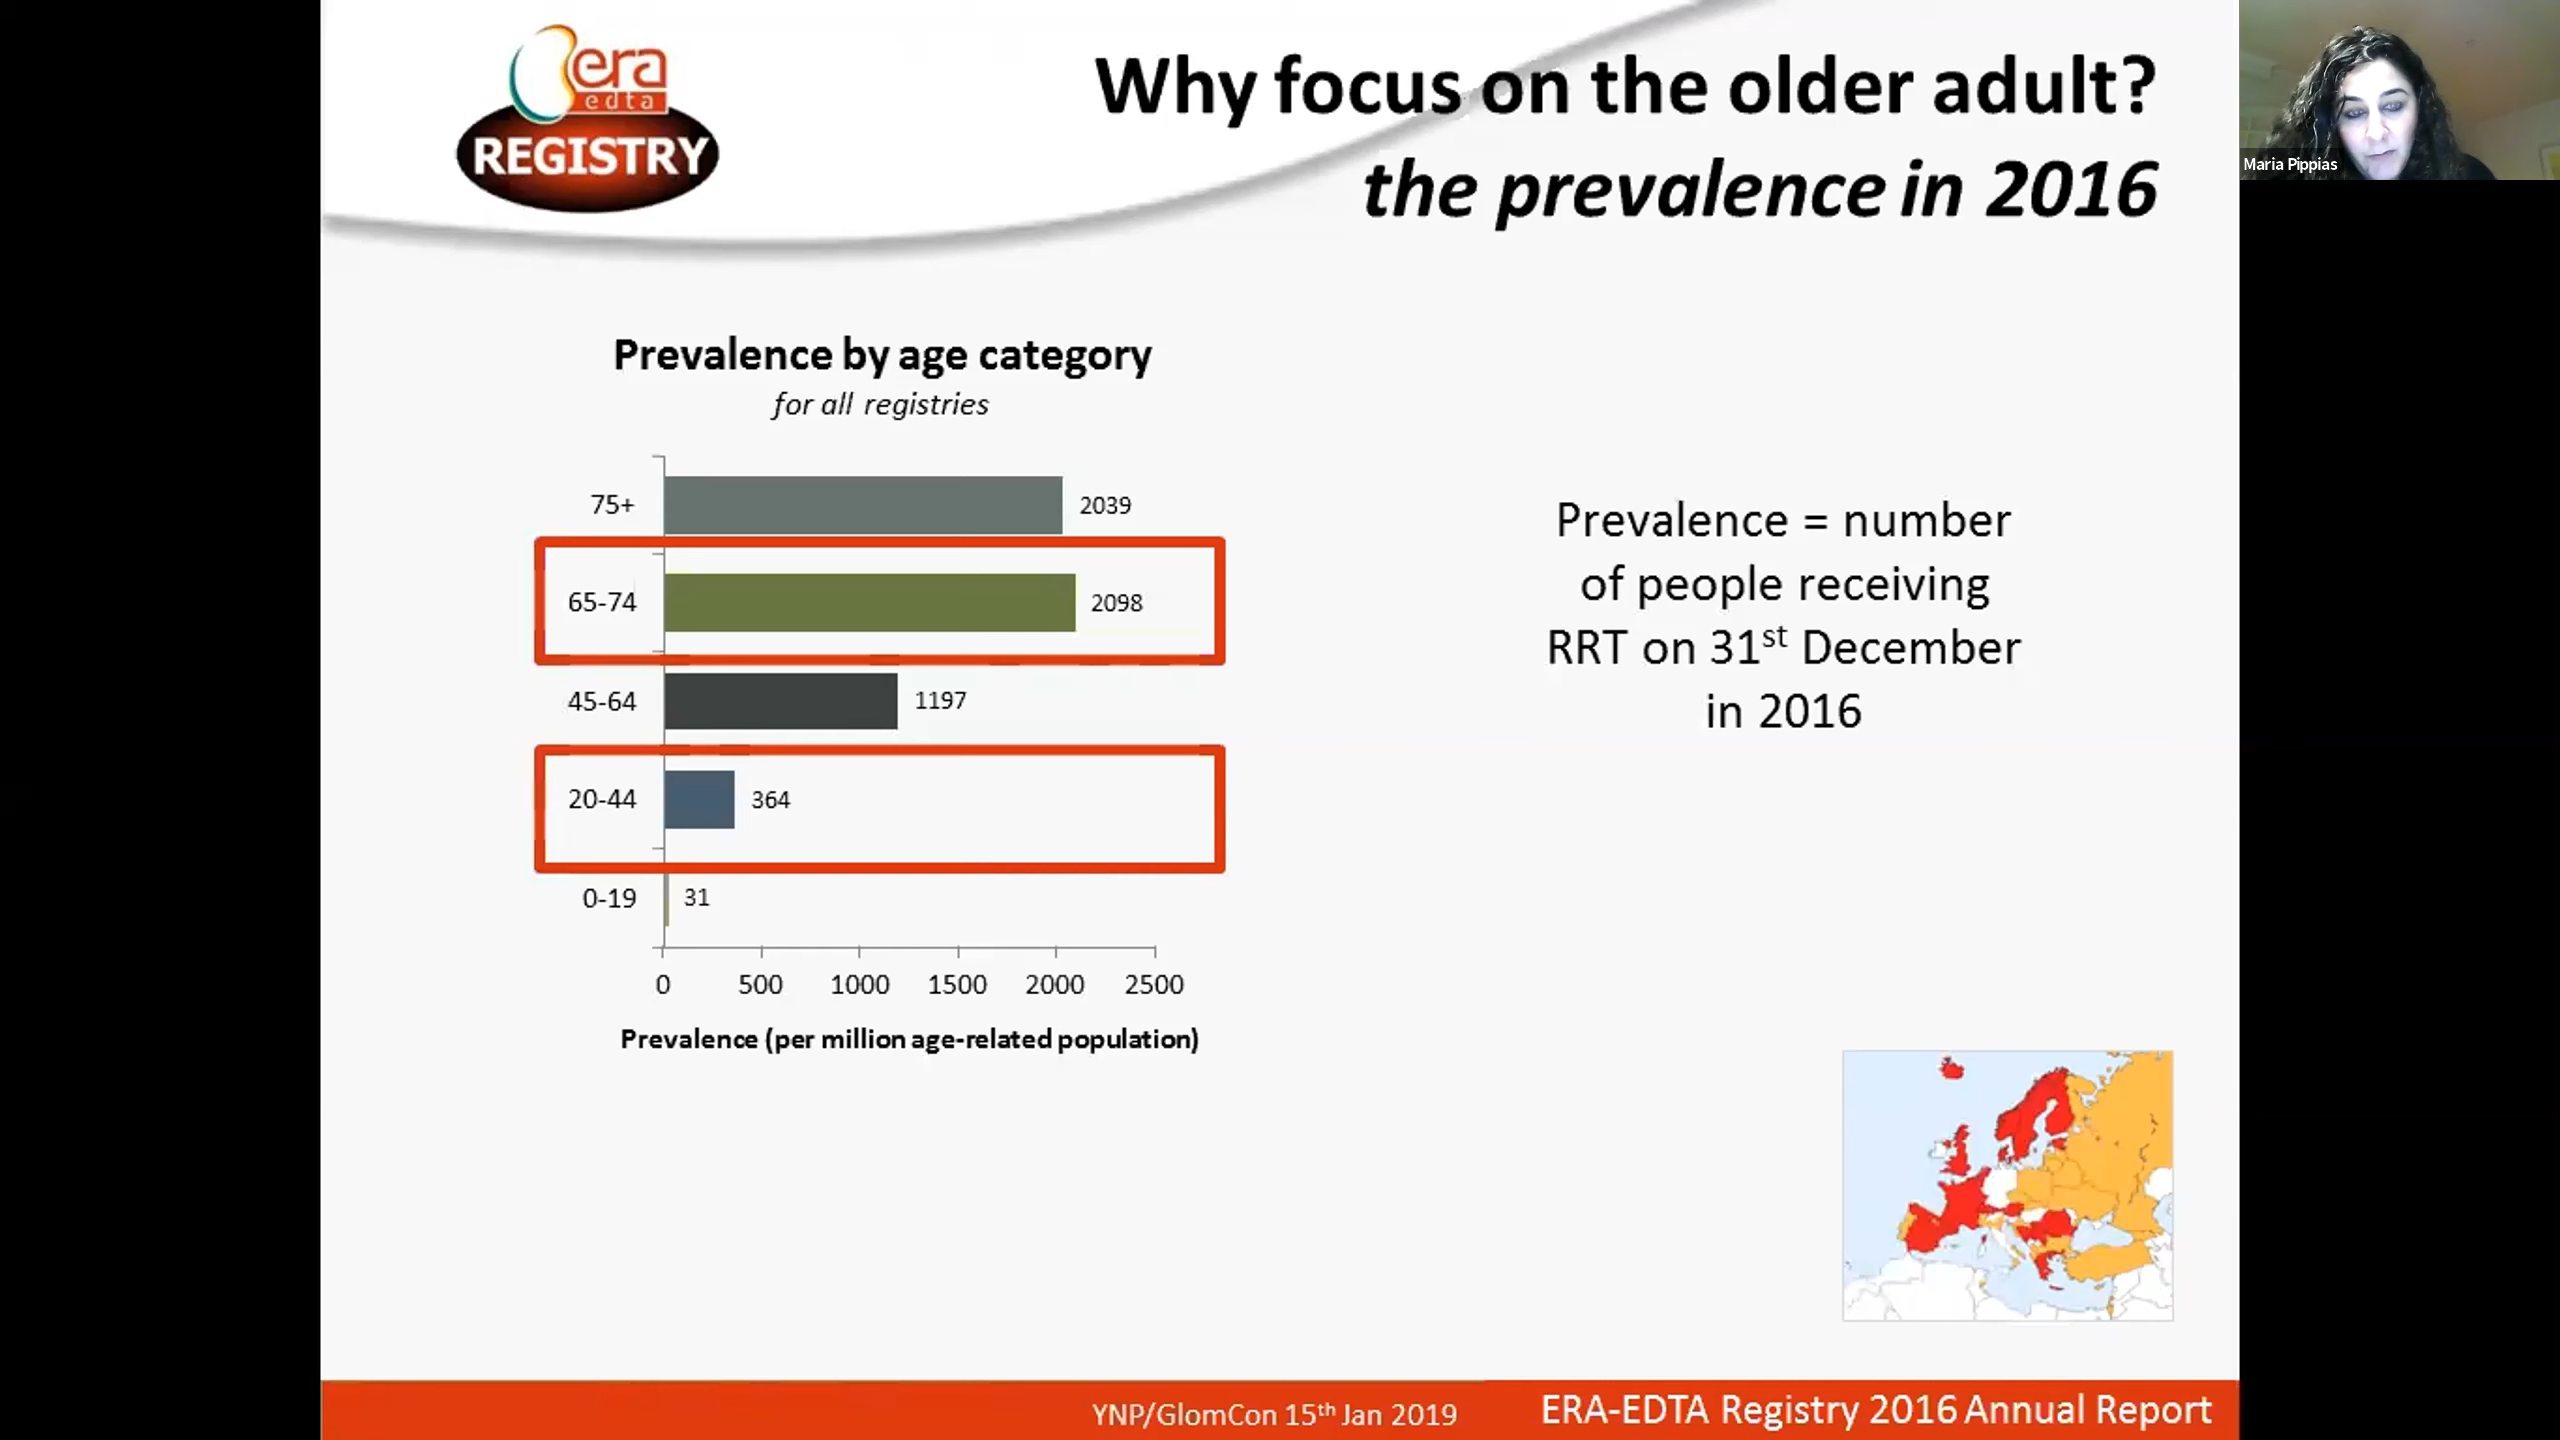 era
edta
REGISTRY
Why focus on the older adult?
the prevalence in 2016
Maria Pippias
Prevalence by age category
for all registries
75+ 2039
65-74 2098
45-64 1197
20-44 364
0-19 31
0 500 1000 1500 2000 2500
Prevalence (per million age-related population)
Prevalence = number
of people receiving
RRT on 31st December
in 2016
YNP/GlomCon 15th Jan 2019
ERA-EDTA Registry 2016 Annual Report